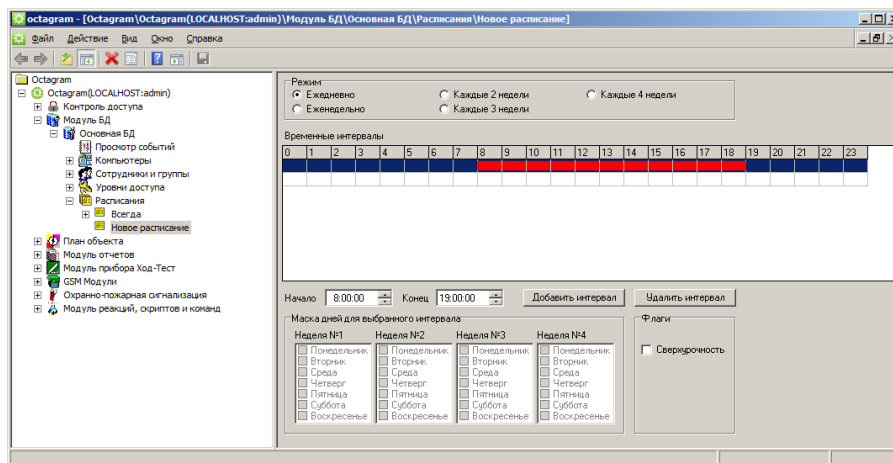 octagram - [Octagram\Octagram(LOCALHOST:admin)\Модуль БД\Основная БД\Расписания\Новое расписание]
Файл Действие Вид Окно Справка
Octagram
Octagram(LOCALHOST:admin)
Контроль доступа
Модуль БД
Основная БД
Просмотр событий
Компьютеры
Сотрудники и группы
Уровни доступа
Расписания
Всегда
Новое расписание
План объекта
Модуль отчетов
Модуль прибора Ход-Тест
GSM Модули
Охранно-пожарная сигнализация
Модуль реакций, скриптов и команд
Режим
Ежедневно Каждые 2 недели Каждые 4 недели
Еженедельно Каждые 3 недели
Временные интервалы
0 1 2 3 4 5 6 7 8 9 10 11 12 13 14 15 16 17 18 19 20 21 22 23
Начало 8:00:00 Конец 19:00:00 Добавить интервал Удалить интервал
Маска дней для выбранного интервала Флаги
Неделя №1 Неделя №2 Неделя №3 Неделя №4
Понедельник Понедельник Понедельник Понедельник
Вторник Вторник Вторник Вторник
Среда Среда Среда Среда
Четверг Четверг Четверг Четверг
Пятница Пятница Пятница Пятница
Суббота Суббота Суббота Суббота
Воскресенье Воскресенье Воскресенье Воскресенье
Сверхурочность